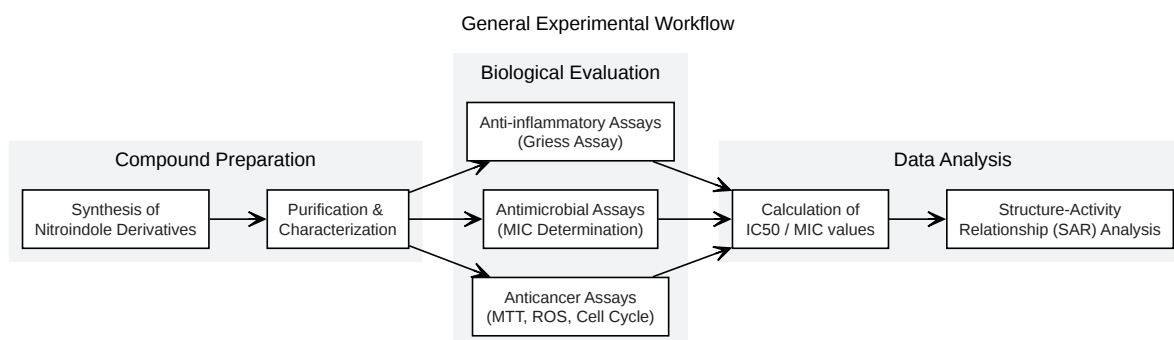 General Experimental Workflow
Compound Preparation
Synthesis of
Nitroindole Derivatives
Purification &
Characterization
Biological Evaluation
Anti-inflammatory Assays
(Griess Assay)
Antimicrobial Assays
(MIC Determination)
Anticancer Assays
(MTT, ROS, Cell Cycle)
Data Analysis
Calculation of
IC50 / MIC values
Structure-Activity
Relationship (SAR) Analysis